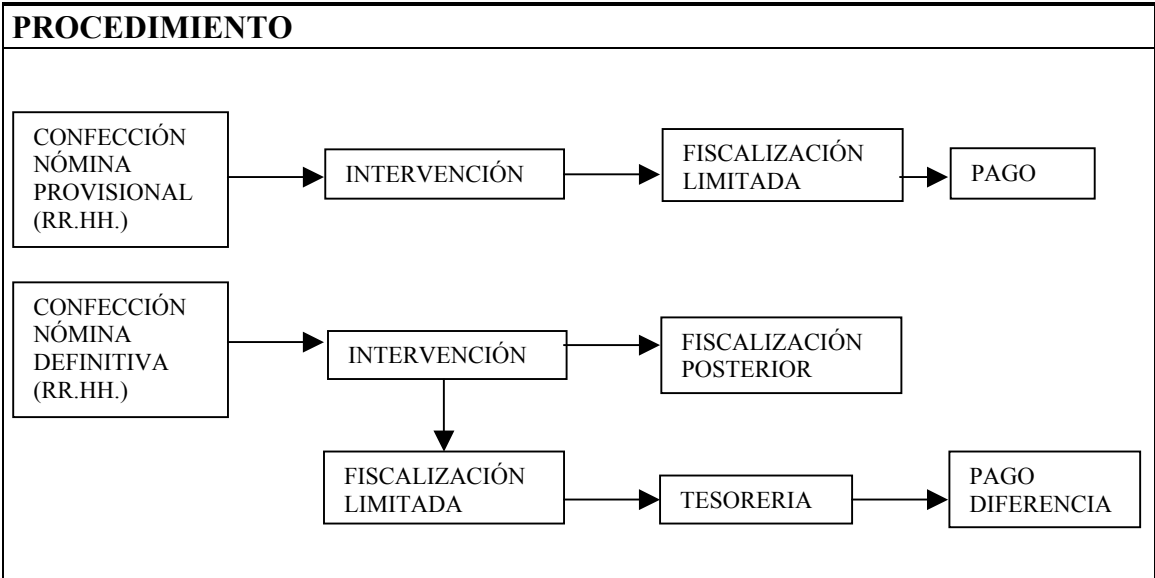 PROCEDIMIENTO
CONFECCIÓN
NÓMINA
PROVISIONAL
(RR.HH.)
INTERVENCIÓN
FISCALIZACIÓN
LIMITADA
PAGO
CONFECCIÓN
NÓMINA
DEFINITIVA
(RR.HH.)
INTERVENCIÓN
FISCALIZACIÓN
POSTERIOR
FISCALIZACIÓN
LIMITADA
TESORERIA
PAGO
DIFERENCIA